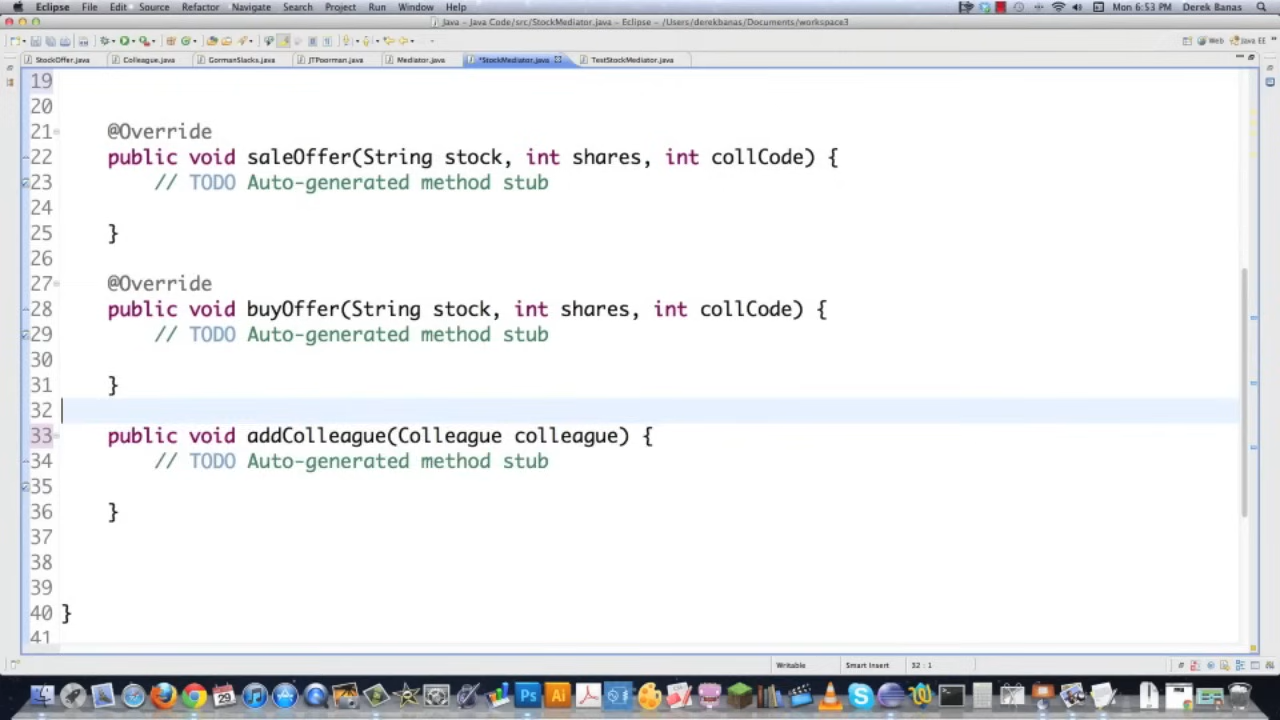 Eclipse File Edit Source Refactor Navigate Search Project Run Window Help Mon 6:53 PM Derek Banas
Java - Java Code/src/StockMediator.java - Eclipse - /Users/derekbanas/Documents/workspace3
Web Java EE
StockOffer.java Colleague.java GormanSlacks.java JTPoorman.java Mediator.java *StockMediator.java TestStockMediator.java
19
20
21 @Override
22 public void saleOffer(String stock, int shares, int collCode) {
23 // TODO Auto-generated method stub
24
25 }
26
27 @Override
28 public void buyOffer(String stock, int shares, int collCode) {
29 // TODO Auto-generated method stub
30
31 }
32
33 public void addColleague(Colleague colleague) {
34 // TODO Auto-generated method stub
35
36 }
37
38
39
40 }
41
Writable Smart Insert 32 : 1
Ps Ai